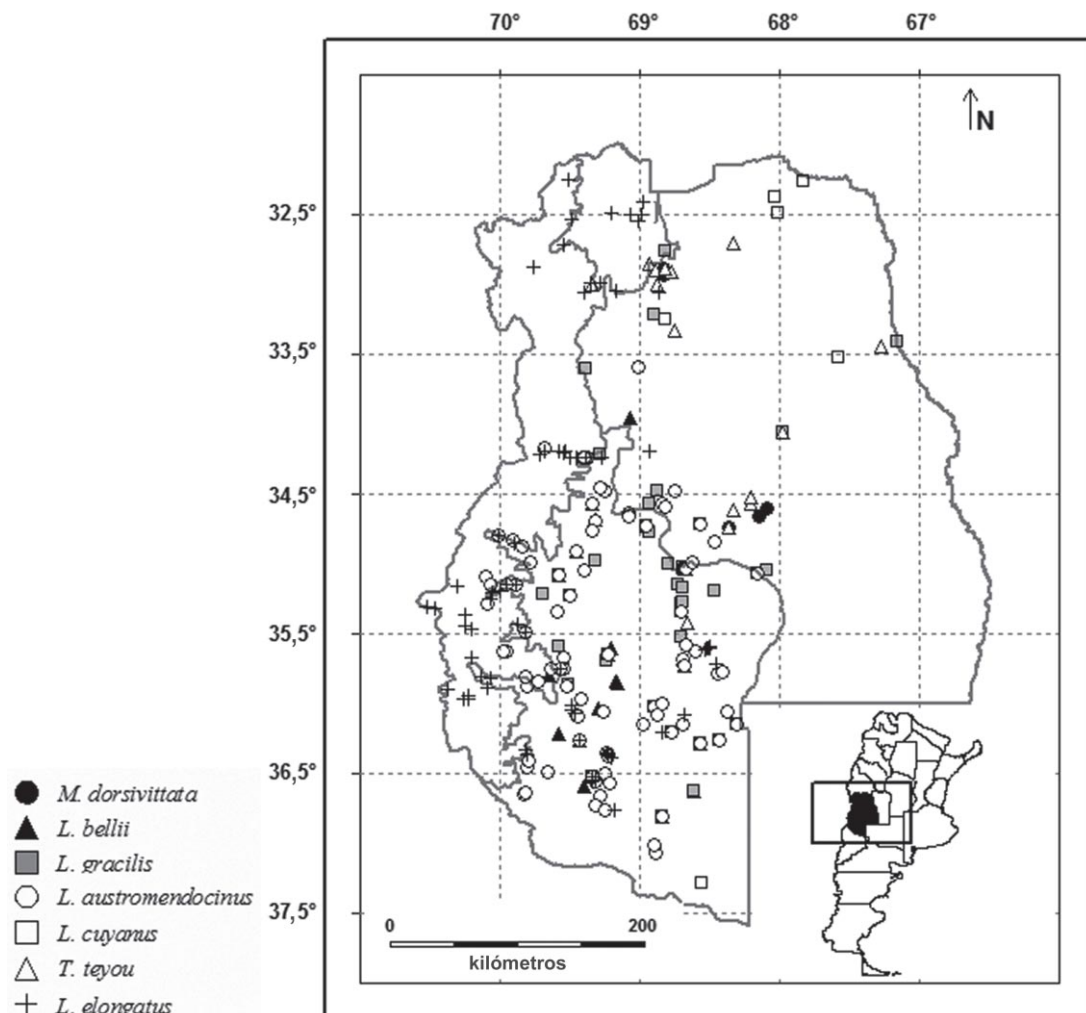 70° 69° 68° 67°
N
32,5°
33,5°
34,5°
35,5°
36,5°
37,5°
0 200
kilómetros
M. dorsivittata
L. bellii
L. gracilis
L. austromendocinus
L. cuyanus
T. teyou
L. elongatus